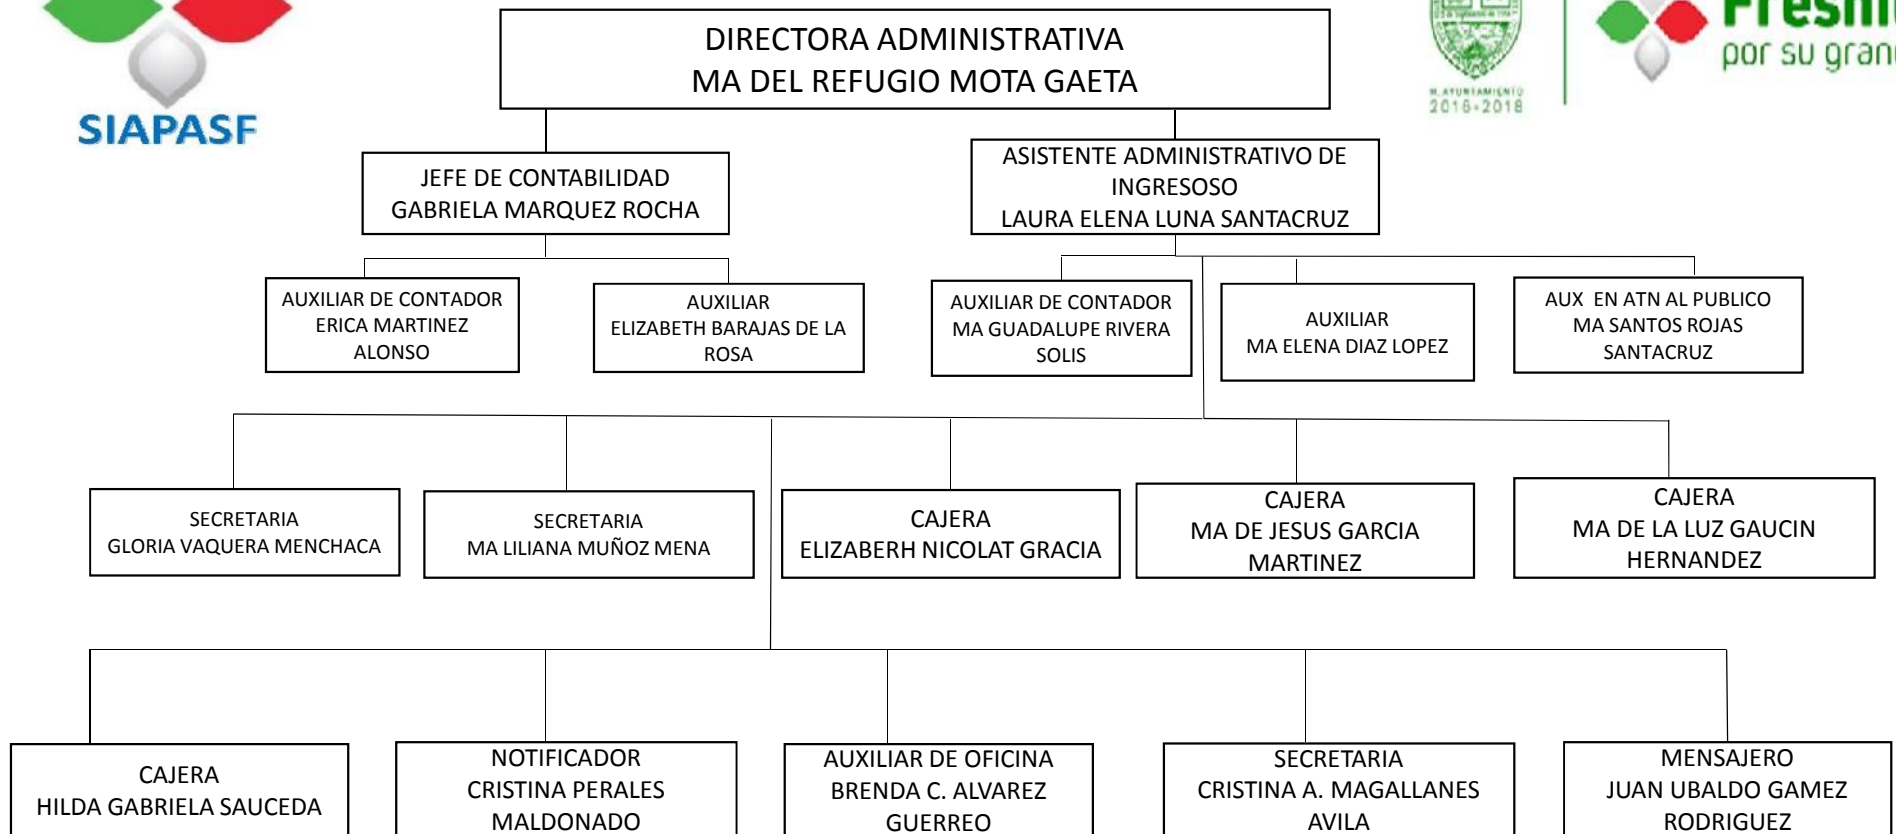 DIRECTORA ADMINISTRATIVA
MA DEL REFUGIO MOTA GAETA
SIAPASF
H. AYUNTAMIENTO
2016-2018
por su
JEFE DE CONTABILIDAD
GABRIELA MARQUEZ ROCHA
ASISTENTE ADMINISTRATIVO DE
INGRESOSO
LAURA ELENA LUNA SANTACRUZ
AUXILIAR DE CONTADOR
ERICA MARTINEZ
ALONSO
AUXILIAR
ELIZABETH BARAJAS DE LA
ROSA
AUXILIAR DE CONTADOR
MA GUADALUPE RIVERA
SOLIS
AUXILIAR
MA ELENA DIAZ LOPEZ
AUX  EN ATN AL PUBLICO
MA SANTOS ROJAS
SANTACRUZ
SECRETARIA
GLORIA VAQUERA MENCHACA
SECRETARIA
MA LILIANA MUÑOZ MENA
CAJERA
ELIZABERH NICOLAT GRACIA
CAJERA
MA DE JESUS GARCIA
MARTINEZ
CAJERA
MA DE LA LUZ GAUCIN
HERNANDEZ
CAJERA
HILDA GABRIELA SAUCEDA
NOTIFICADOR
CRISTINA PERALES
MALDONADO
AUXILIAR DE OFICINA
BRENDA C. ALVAREZ
GUERREO
SECRETARIA
CRISTINA A. MAGALLANES
AVILA
MENSAJERO
JUAN UBALDO GAMEZ
RODRIGUEZ